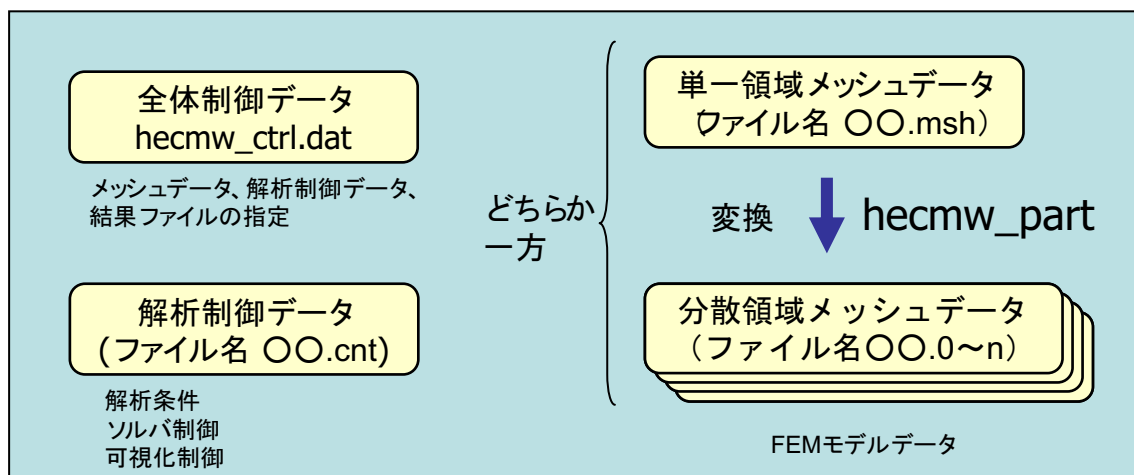 全体制御データ
hecmw_ctrl.dat
メッシュデータ、解析制御データ、
結果ファイルの指定
解析制御データ
(ファイル名 〇〇.cnt)
解析条件
ソルバ制御
可視化制御
どちらか
一方
単一領域メッシュデータ
(ファイル名 〇〇.msh)
変換
hecmw_part
分散領域メッシュデータ
(ファイル名〇〇.0~n)
FEMモデルデータ